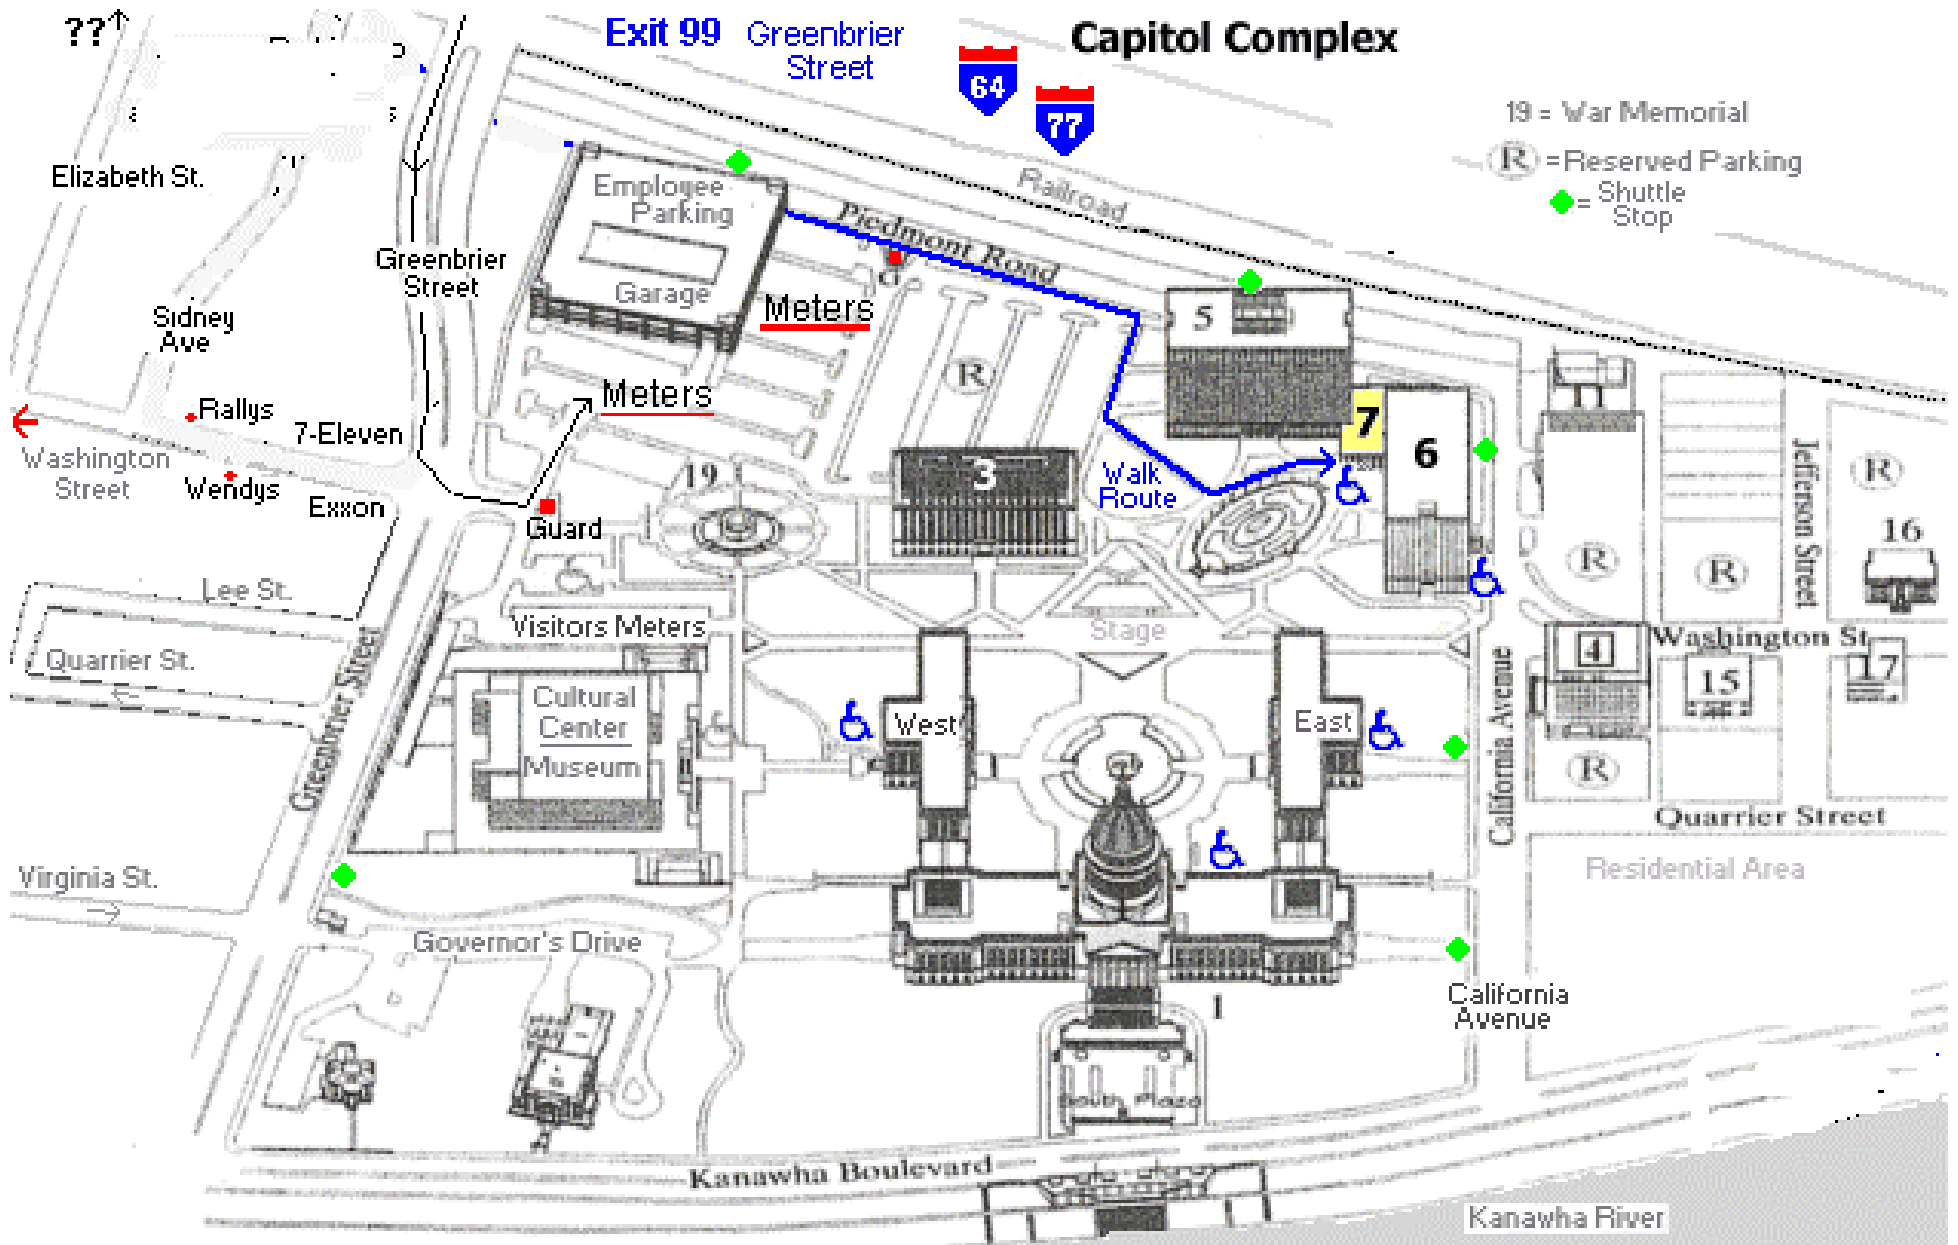 ??
Exit 99
Greenbrier
Street
Capitol Complex
64
77
19 = War Memorial
R = Reserved Parking
= Shuttle
Stop
Elizabeth St.
Employee
Parking
Garage
Railroad
Piedmont Road
G
Greenbrier
Street
Meters
Sidney
Ave
5
R
Meters
11
Rallys
7-Eleven
7
6
Washington
Street
Wendys
Exxon
19
3
Walk
Route
Jefferson Street
R
Guard
16
R
R
Lee St.
Visitors Meters
Stage
Washington St
4
Quarrier St.
15
17
Greenbrier Street
Cultural
Center
Museum
West
East
California Avenue
R
Quarrier Street
Virginia St.
Residential Area
Governor's Drive
1
California
Avenue
South Plaza
Kanawha Boulevard
Kanawha River